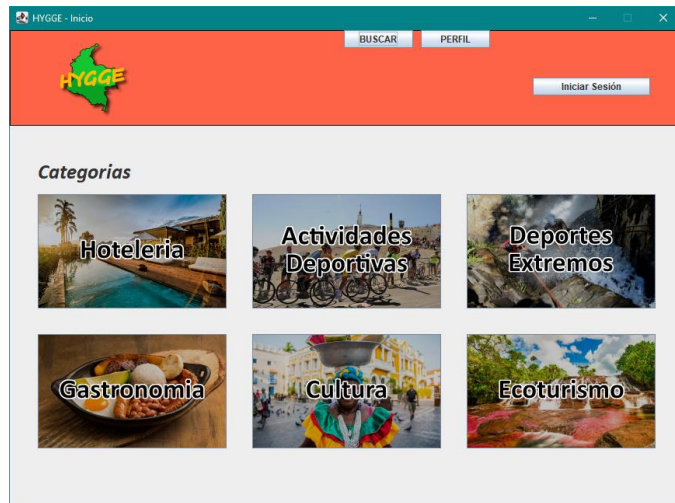 HYGGE - Inicio
BUSCAR
PERFIL
HYGGE
Iniciar Sesión
Categorias
Hoteleria
Actividades
Deportivas
Deportes
Extremos
Gastronomia
Cultura
Ecoturismo